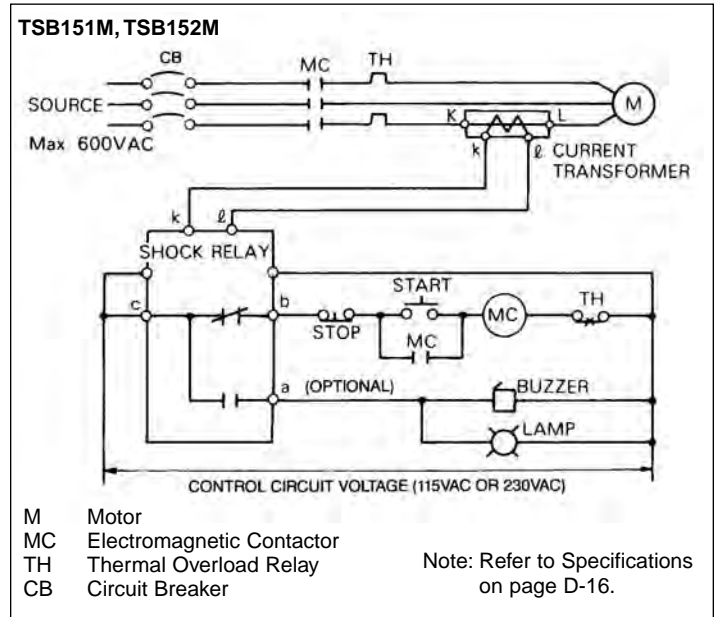 TSB151M, TSB152M
CB
MC
TH
SOURCE
Max 600VAC
M
K
L
k
ℓ
CURRENT
TRANSFORMER
k
ℓ
SHOCK RELAY
c
b
STOP
START
MC
MC
TH
a
(OPTIONAL)
BUZZER
LAMP
CONTROL CIRCUIT VOLTAGE (115VAC OR 230VAC)
M Motor
MC Electromagnetic Contactor
TH Thermal Overload Relay
CB Circuit Breaker
Note: Refer to Specifications
on page D-16.